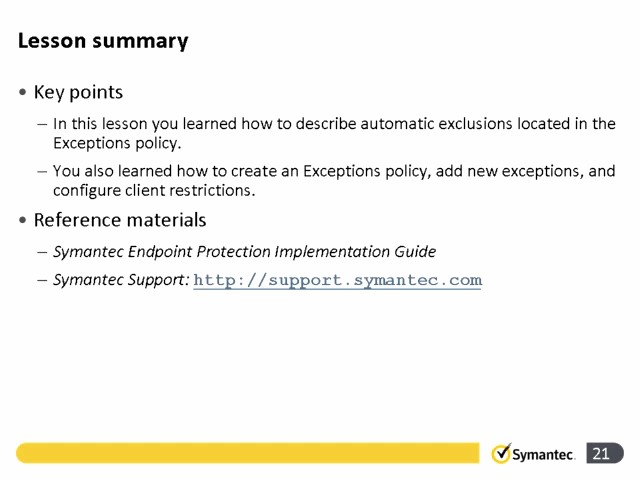 Lesson summary
• Key points
– In this lesson you learned how to describe automatic exclusions located in the
Exceptions policy.
– You also learned how to create an Exceptions policy, add new exceptions, and
configure client restrictions.
• Reference materials
– Symantec Endpoint Protection Implementation Guide
– Symantec Support: http://support.symantec.com
Symantec. 21